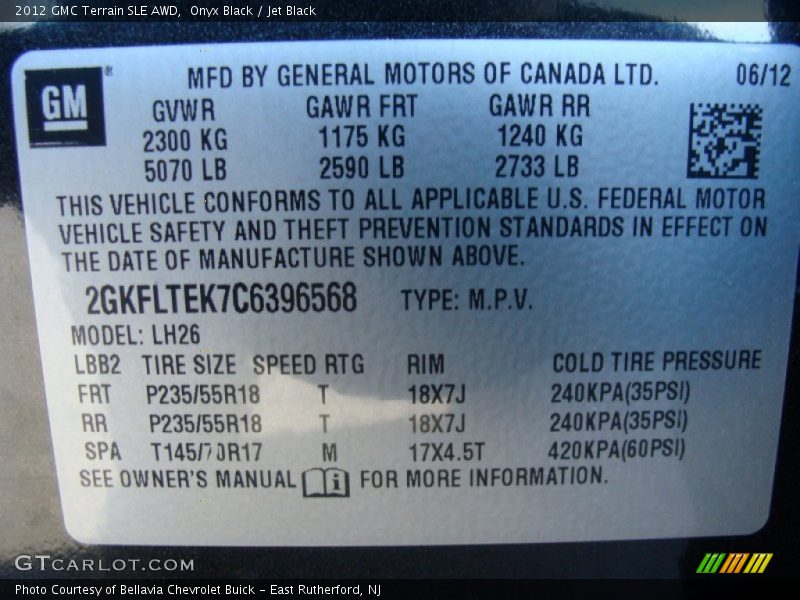 2012 GMC Terrain SLE AWD,  Onyx Black / Jet Black
GM ® MFD BY GENERAL MOTORS OF CANADA LTD. 06/12
GVWR GAWR FRT GAWR RR
2300 KG 1175 KG 1240 KG
5070 LB 2590 LB 2733 LB
THIS VEHICLE CONFORMS TO ALL APPLICABLE U.S. FEDERAL MOTOR
VEHICLE SAFETY AND THEFT PREVENTION STANDARDS IN EFFECT ON
THE DATE OF MANUFACTURE SHOWN ABOVE.
2GKFLTEK7C6396568 TYPE: M.P.V.
MODEL: LH26
LBB2 TIRE SIZE SPEED RTG RIM COLD TIRE PRESSURE
FRT P235/55R18 T 18X7J 240KPA(35PSI)
RR P235/55R18 T 18X7J 240KPA(35PSI)
SPA T145/70R17 M 17X4.5T 420KPA(60PSI)
SEE OWNER'S MANUAL i FOR MORE INFORMATION.
GTCARLOT.COM
Photo Courtesy of Bellavia Chevrolet Buick – East Rutherford, NJ